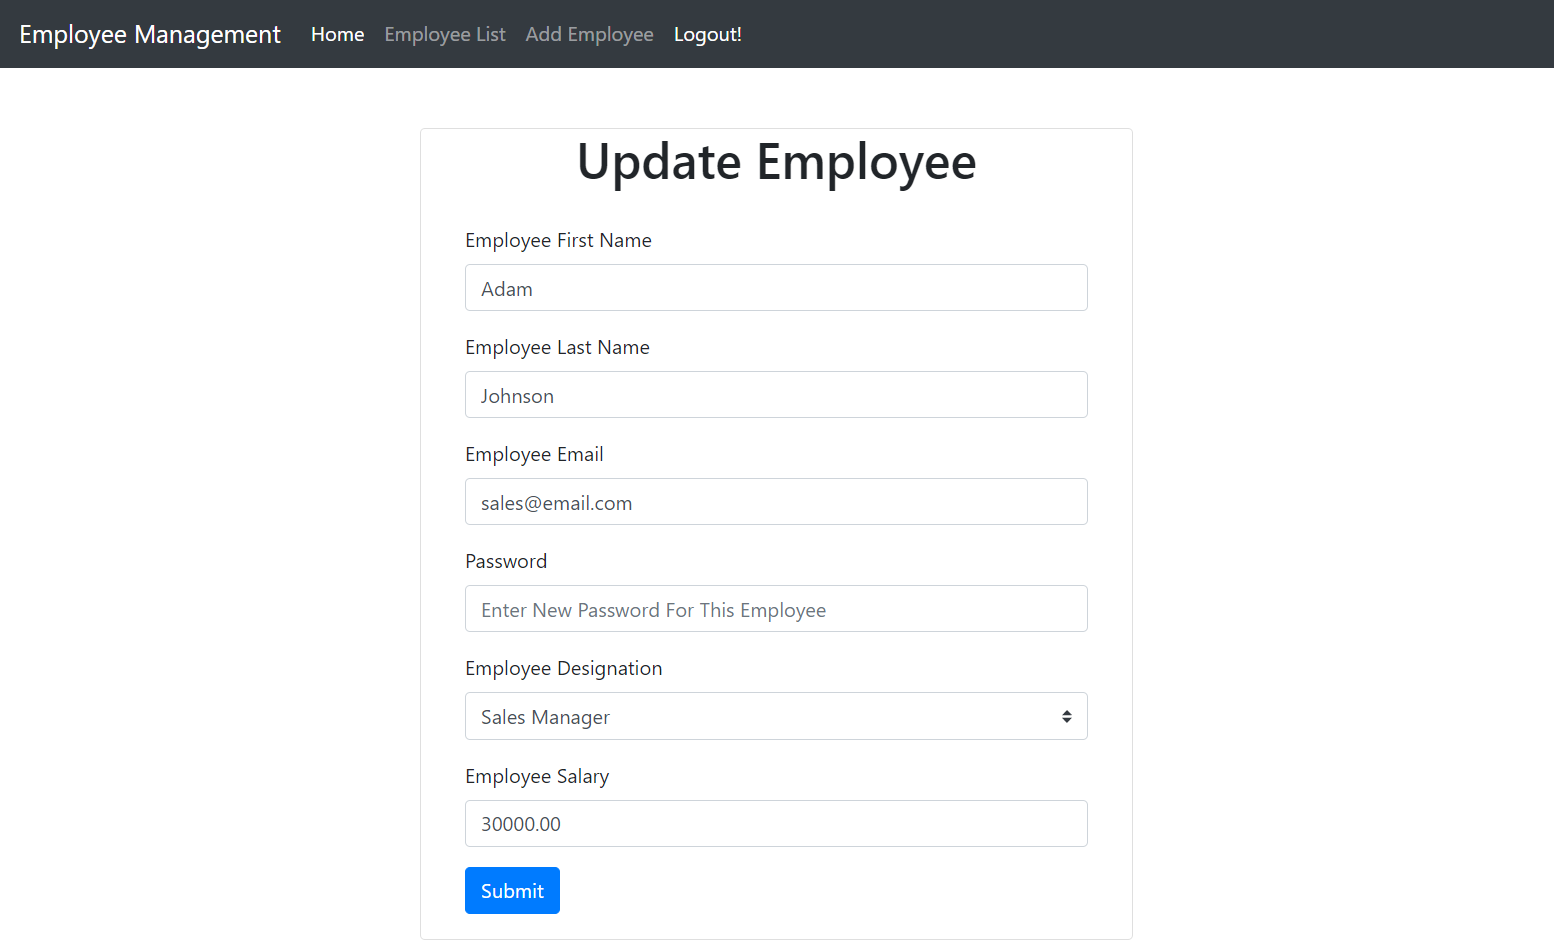 Employee Management Home Employee List Add Employee Logout!
Update Employee
Employee First Name
Adam
Employee Last Name
Johnson
Employee Email
sales@email.com
Password
Enter New Password For This Employee
Employee Designation
Sales Manager
Employee Salary
30000.00
Submit